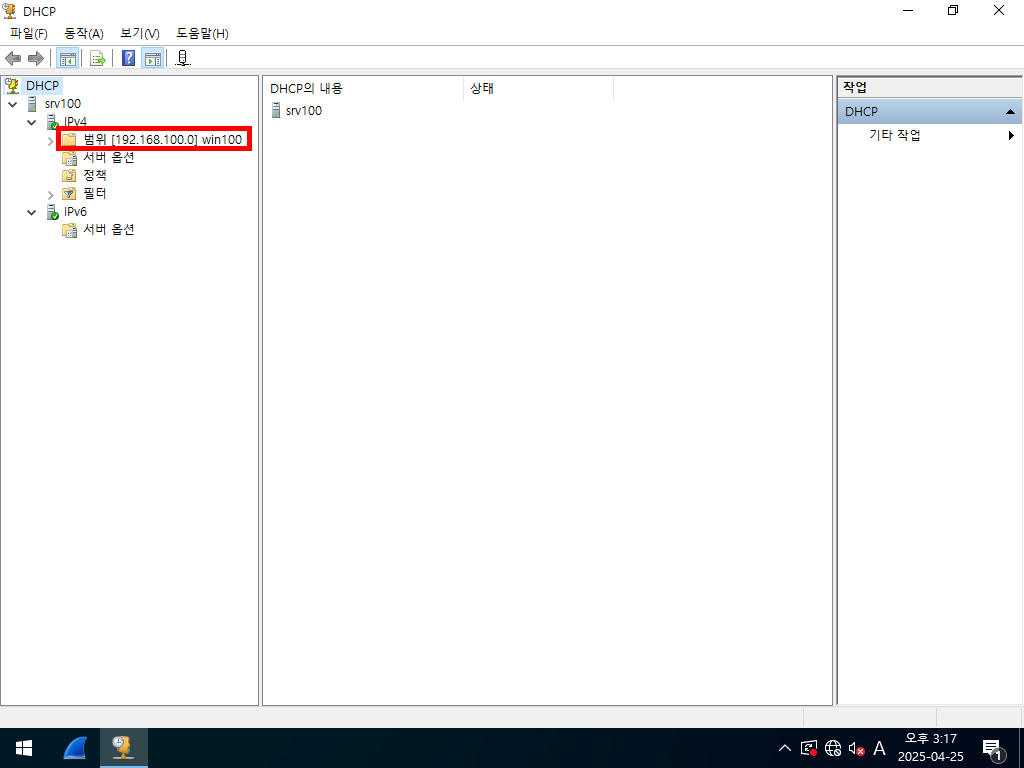 DHCP
파일(F) 동작(A) 보기(V) 도움말(H)
DHCP
srv100
IPv4
범위 [192.168.100.0] win100
서버 옵션
정책
필터
IPv6
서버 옵션
DHCP의 내용 상태
srv100
작업
DHCP
기타 작업
A
오후 3:17
2025-04-25
1